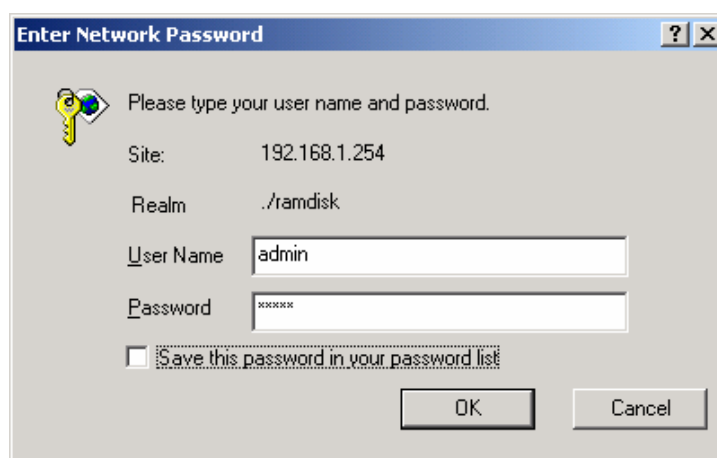 Enter Network Password
Please type your user name and password.
Site: 192.168.1.254
Realm ./ramdisk
User Name admin
Password *****
Save this password in your password list
OK Cancel